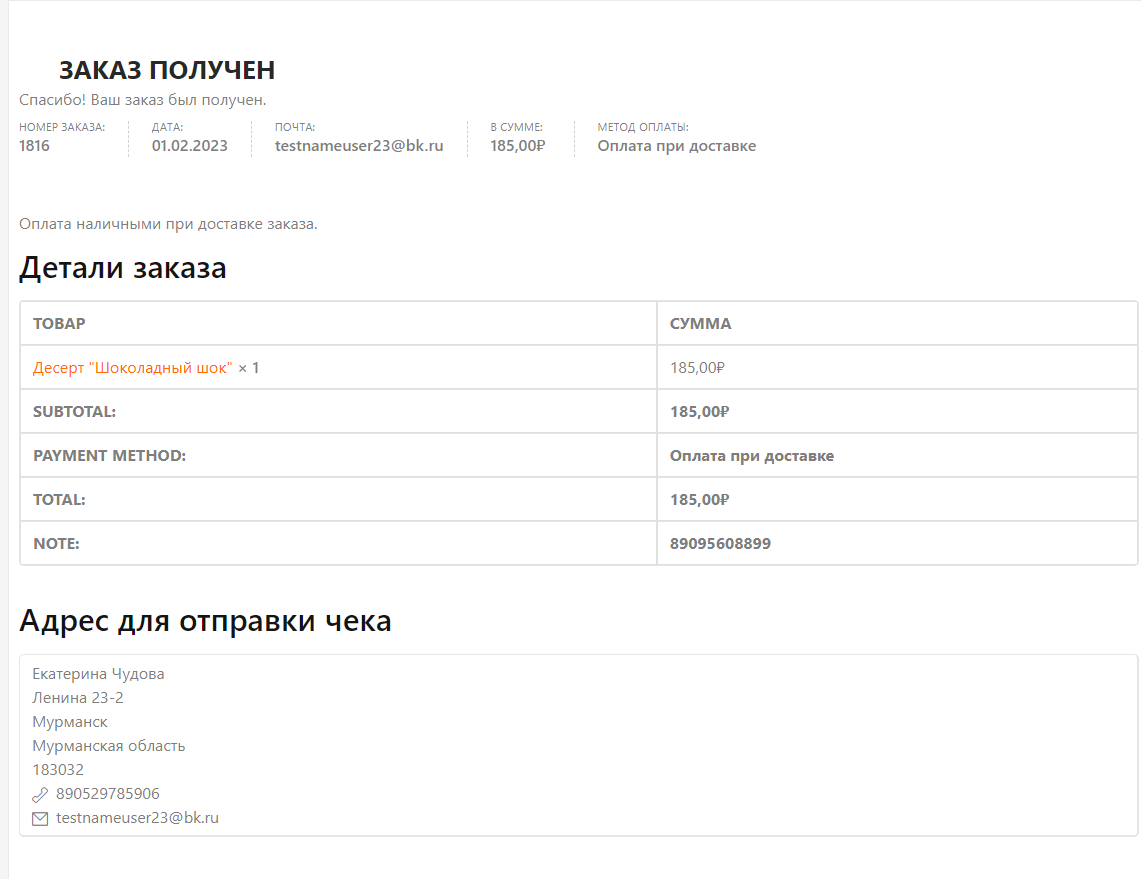 ЗАКАЗ ПОЛУЧЕН
Спасибо! Ваш заказ был получен.
НОМЕР ЗАКАЗА: ДАТА: ПОЧТА: В СУММЕ: МЕТОД ОПЛАТЫ:
1816 01.02.2023 testnameuser23@bk.ru 185,00₽ Оплата при доставке
Оплата наличными при доставке заказа.
Детали заказа
ТОВАР СУММА
Десерт "Шоколадный шок" × 1 185,00₽
SUBTOTAL: 185,00₽
PAYMENT METHOD: Оплата при доставке
TOTAL: 185,00₽
NOTE: 89095608899
Адрес для отправки чека
Екатерина Чудова
Ленина 23-2
Мурманск
Мурманская область
183032
890529785906
testnameuser23@bk.ru